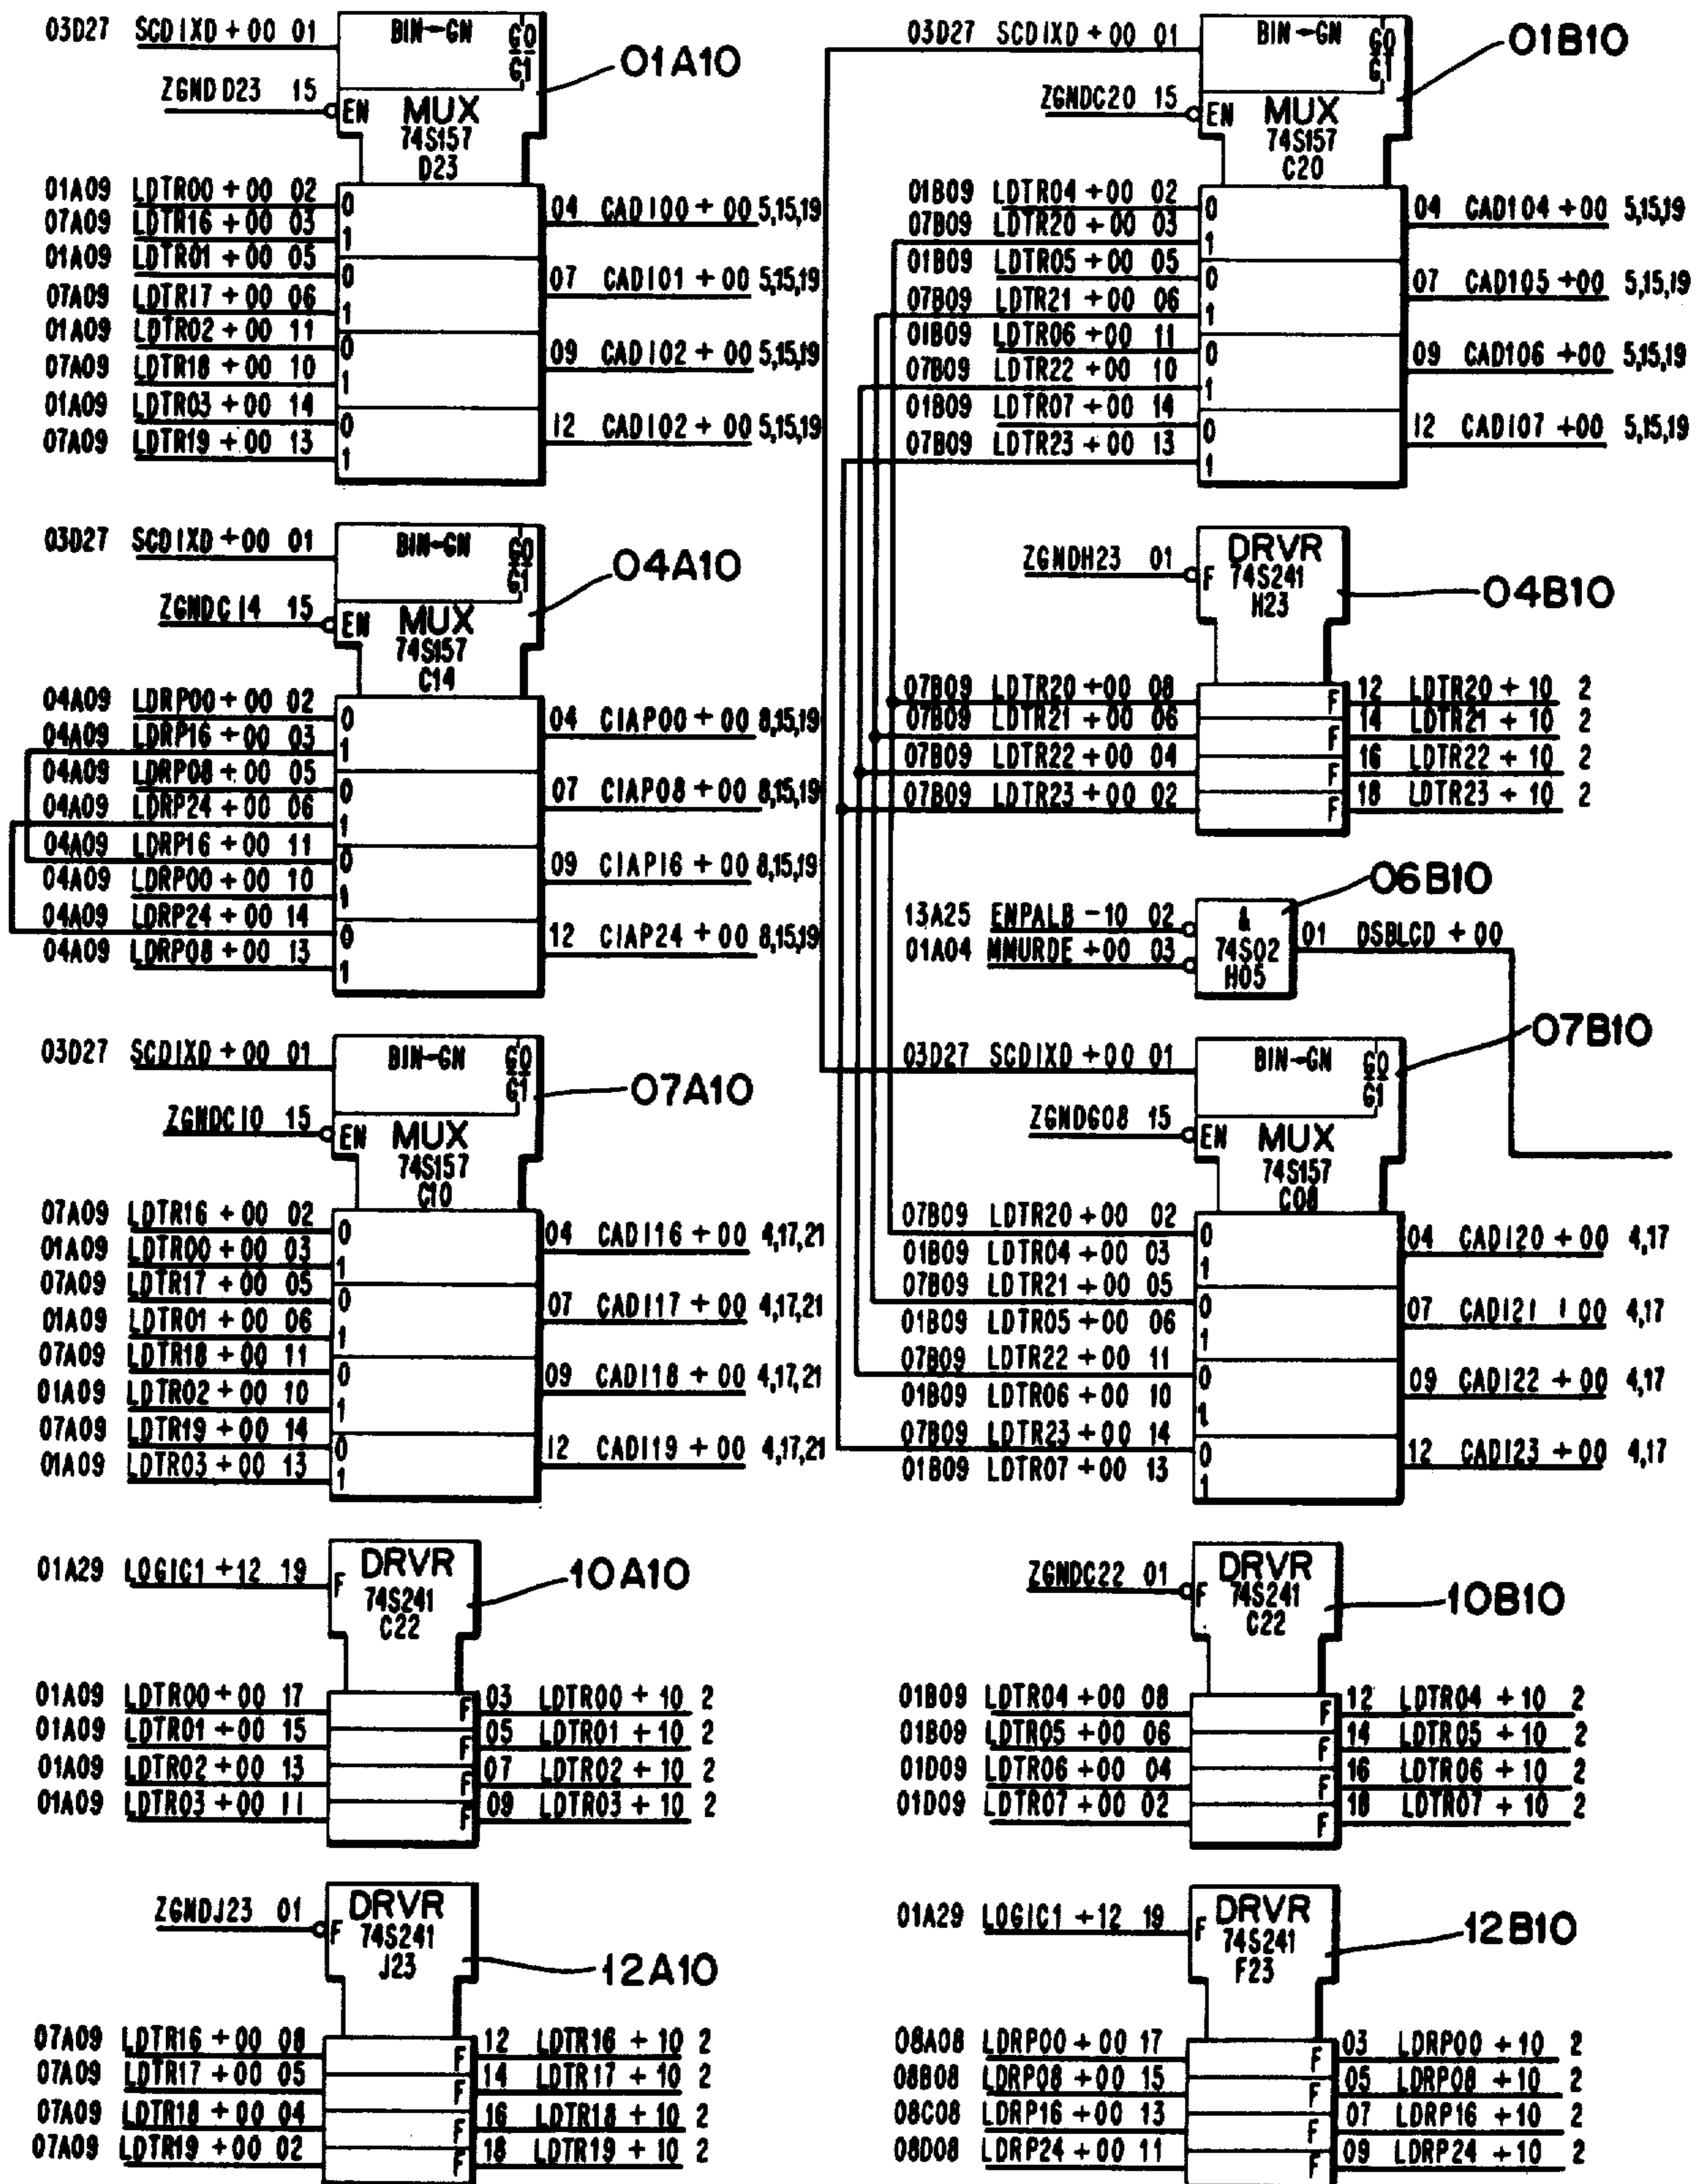 03D27 SCDIXD +00 01 BIN→GN G0
G1
01A10
ZGND D23 15 EN MUX
74S157
D23
01A09 LDTR00 +00 02 0 04 CADI00 +00 5,15,19
07A09 LDTR16 +00 03 1
01A09 LDTR01 +00 05 0 07 CADI01 +00 5,15,19
07A09 LDTR17 +00 06 1
01A09 LDTR02 +00 11 0 09 CADI02 +00 5,15,19
07A09 LDTR18 +00 10 1
01A09 LDTR03 +00 14 0 12 CADI02 +00 5,15,19
07A09 LDTR19 +00 13 1
03D27 SCDIXD +00 01 BIN→GN G0
G1
04A10
ZGNDC14 15 EN MUX
74S157
C14
04A09 LDRP00 +00 02 0 04 CIAP00 +00 8,15,19
04A09 LDRP16 +00 03 1
04A09 LDRP08 +00 05 0 07 CIAP08 +00 8,15,19
04A09 LDRP24 +00 06 1
04A09 LDRP16 +00 11 0 09 CIAP16 +00 8,15,19
04A09 LDRP00 +00 10 1
04A09 LDRP24 +00 14 0 12 CIAP24 +00 8,15,19
04A09 LDRP08 +00 13 1
03D27 SCDIXD +00 01 BIN→GN G0
G1
07A10
ZGNDC10 15 EN MUX
74S157
C10
07A09 LDTR16 +00 02 0 04 CADI16 +00 4,17,21
01A09 LDTR00 +00 03 1
07A09 LDTR17 +00 05 0 07 CADI17 +00 4,17,21
01A09 LDTR01 +00 06 1
07A09 LDTR18 +00 11 0 09 CADI18 +00 4,17,21
01A09 LDTR02 +00 10 1
07A09 LDTR19 +00 14 0 12 CADI19 +00 4,17,21
01A09 LDTR03 +00 13 1
01A29 LOGIC1 +12 19 F DRVR
74S241
C22
10A10
01A09 LDTR00 +00 17 F 03 LDTR00 +10 2
01A09 LDTR01 +00 15 F 05 LDTR01 +10 2
01A09 LDTR02 +00 13 F 07 LDTR02 +10 2
01A09 LDTR03 +00 11 F 09 LDTR03 +10 2
ZGNDJ23 01 F DRVR
74S241
J23
12A10
07A09 LDTR16 +00 08 F 12 LDTR16 +10 2
07A09 LDTR17 +00 05 F 14 LDTR17 +10 2
07A09 LDTR18 +00 04 F 16 LDTR18 +10 2
07A09 LDTR19 +00 02 F 18 LDTR19 +10 2
03D27 SCDIXD +00 01 BIN→GN G0
G1
01B10
ZGNDC20 15 EN MUX
74S157
C20
01B09 LDTR04 +00 02 0 04 CADI04 +00 5,15,19
07B09 LDTR20 +00 03 1
01B09 LDTR05 +00 05 0 07 CADI05 +00 5,15,19
07B09 LDTR21 +00 06 1
01B09 LDTR06 +00 11 0 09 CADI06 +00 5,15,19
07B09 LDTR22 +00 10 1
01B09 LDTR07 +00 14 0 12 CADI07 +00 5,15,19
07B09 LDTR23 +00 13 1
ZGNDH23 01 F DRVR
74S241
H23
04B10
07B09 LDTR20 +00 08 F 12 LDTR20 +10 2
07B09 LDTR21 +00 06 F 14 LDTR21 +10 2
07B09 LDTR22 +00 04 F 16 LDTR22 +10 2
07B09 LDTR23 +00 02 F 18 LDTR23 +10 2
06B10
13A25 ENPALB -10 02 & 01 DSBLCD +00
01A04 MMURDE +00 03 74S02
H05
03D27 SCDIXD +00 01 BIN→GN G0
G1
07B10
ZGNDG08 15 EN MUX
74S157
C08
07B09 LDTR20 +00 02 0 04 CADI20 +00 4,17
01B09 LDTR04 +00 03 1
07B09 LDTR21 +00 05 0 07 CADI21 +00 4,17
01B09 LDTR05 +00 06 1
07B09 LDTR22 +00 11 0 09 CADI22 +00 4,17
01B09 LDTR06 +00 10 1
07B09 LDTR23 +00 14 0 12 CADI23 +00 4,17
01B09 LDTR07 +00 13 1
ZGNDC22 01 F DRVR
74S241
C22
10B10
01B09 LDTR04 +00 08 F 12 LDTR04 +10 2
01B09 LDTR05 +00 06 F 14 LDTR05 +10 2
01D09 LDTR06 +00 04 F 16 LDTR06 +10 2
01D09 LDTR07 +00 02 F 18 LDTR07 +10 2
01A29 LOGIC1 +12 19 F DRVR
74S241
F23
12B10
08A08 LDRP00 +00 17 F 03 LDRP00 +10 2
08B08 LDRP08 +00 15 F 05 LDRP08 +10 2
08C08 LDRP16 +00 13 F 07 LDRP16 +10 2
08D08 LDRP24 +00 11 F 09 LDRP24 +10 2